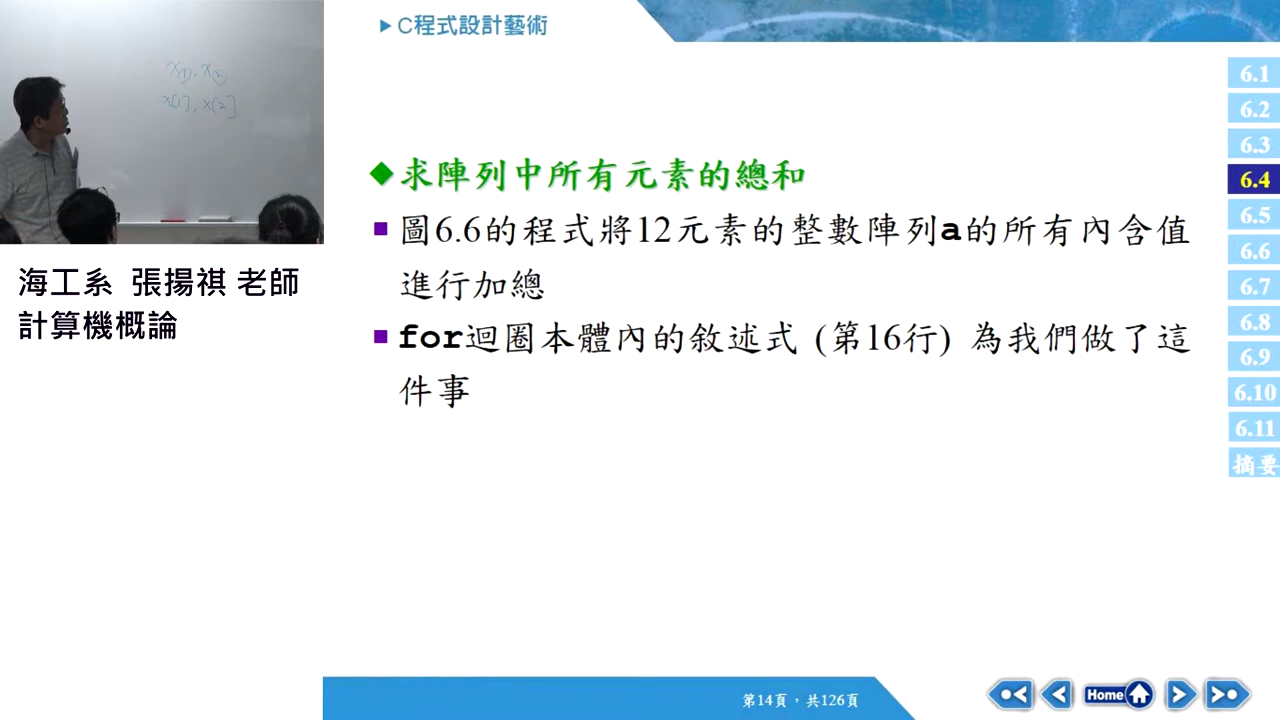 C程式設計藝術
X(1), X(2)
X[1], X[2]
海工系 張揚祺 老師
計算機概論
求陣列中所有元素的總和
圖6.6的程式將12元素的整數陣列a的所有內含值
進行加總
for迴圈本體內的敘述式 (第16行) 為我們做了這
件事
6.1
6.2
6.3
6.4
6.5
6.6
6.7
6.8
6.9
6.10
6.11
摘要
第14頁，共126頁
Home